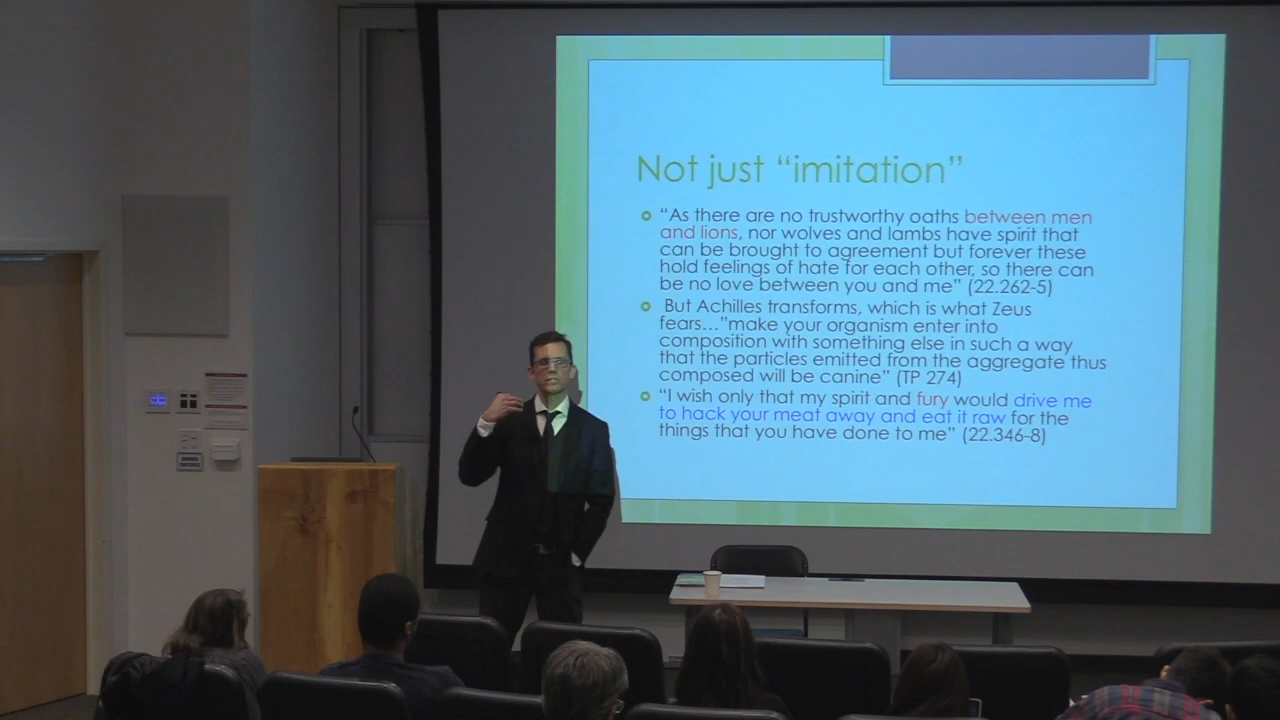 Not just “imitation”
“As there are no trustworthy oaths between men
and lions, nor wolves and lambs have spirit that
can be brought to agreement but forever these
hold feelings of hate for each other, so there can
be no love between you and me” (22.262-5)
But Achilles transforms, which is what Zeus
fears…”make your organism enter into
composition with something else in such a way
that the particles emitted from the aggregate thus
composed will be canine” (TP 274)
“I wish only that my spirit and fury would drive me
to hack your meat away and eat it raw for the
things that you have done to me” (22.346-8)